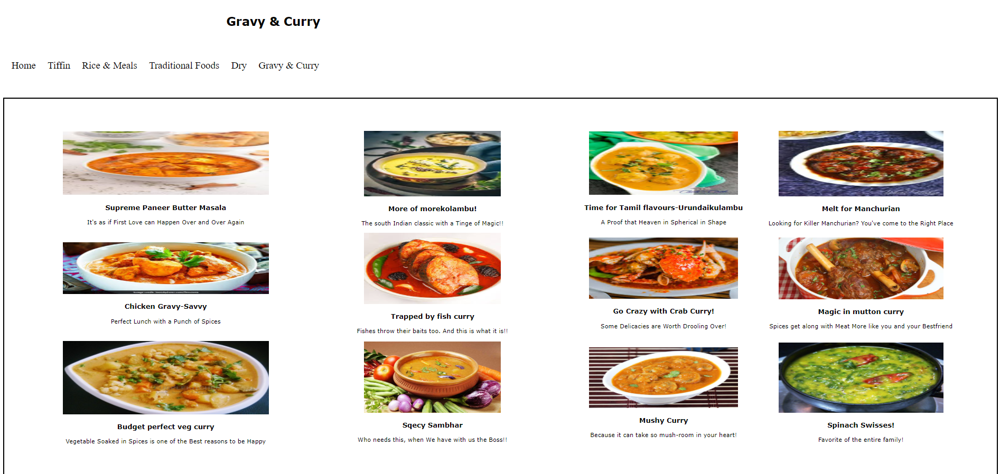 Gravy & Curry
Home Tiffin Rice & Meals Traditional Foods Dry Gravy & Curry
Supreme Paneer Butter Masala
It's as if First Love can Happen Over and Over Again
More of morekolambu!
The south Indian classic with a Tinge of Magic!!
Time for Tamil flavours-Urundaikulambu
A Proof that Heaven in Spherical in Shape
Melt for Manchurian
Looking for Killer Manchurian? You've come to the Right Place
Chicken Gravy-Savvy
Perfect Lunch with a Punch of Spices
Trapped by fish curry
Fishes throw their baits too. And this is what it is!!
Go Crazy with Crab Curry!
Some Delicacies are Worth Drooling Over!
Magic in mutton curry
Spices get along with Meat More like you and your Bestfriend
Budget perfect veg curry
Vegetable Soaked in Spices is one of the Best reasons to be Happy
Sqecy Sambhar
Who needs this, when We have with us the Boss!!
Mushy Curry
Because it can take so mush-room in your heart!
Spinach Swisses!
Favorite of the entire family!